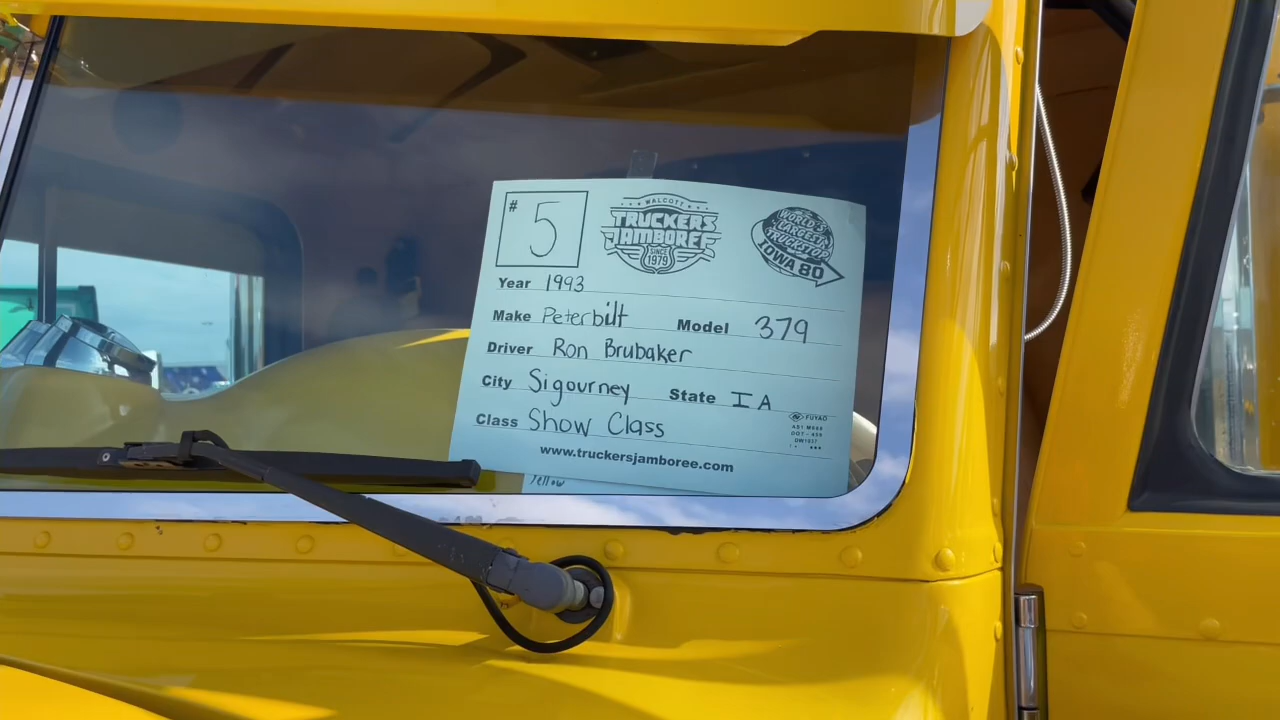 # 5
WALCOTT
TRUCKERS
JAMBOREE
SINCE
1979
WORLD'S
LARGEST
TRUCKSTOP
IOWA 80
Year 1993
Make Peterbilt Model 379
Driver Ron Brubaker
City Sigourney State IA
Class Show Class
www.truckersjamboree.com
FUYAO
Yellow